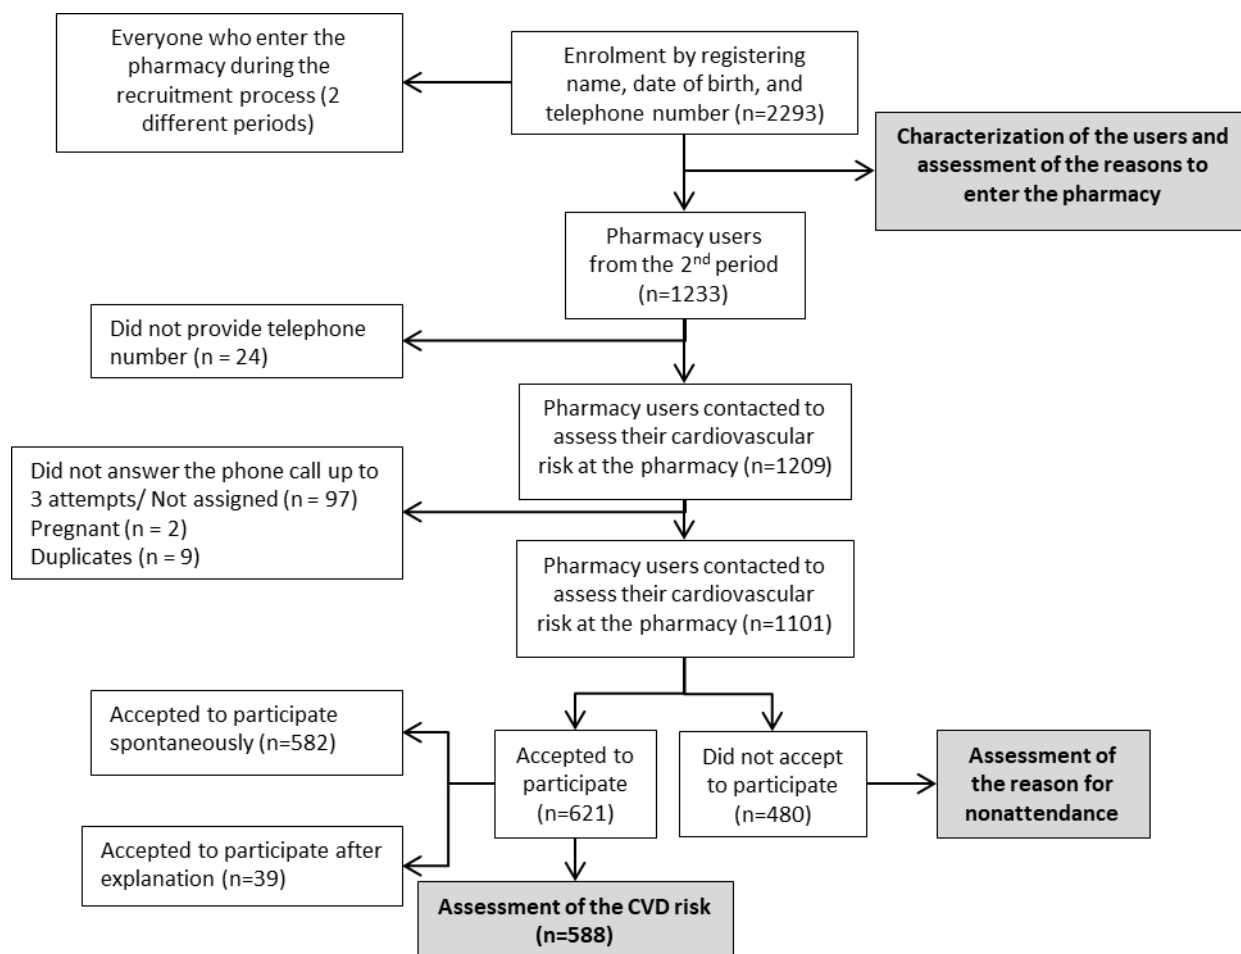 Everyone who enter the
pharmacy during the
recruitment process (2
different periods)
Enrolment by registering
name, date of birth, and
telephone number (n=2293)
Characterization of the users and
assessment of the reasons to
enter the pharmacy
Pharmacy users
from the 2nd period
(n=1233)
Did not provide telephone
number (n = 24)
Pharmacy users contacted to
assess their cardiovascular
risk at the pharmacy (n=1209)
Did not answer the phone call up to
3 attempts/ Not assigned (n = 97)
Pregnant (n = 2)
Duplicates (n = 9)
Pharmacy users contacted to
assess their cardiovascular
risk at the pharmacy (n=1101)
Accepted to participate
spontaneously (n=582)
Accepted to
participate
(n=621)
Did not accept
to participate
(n=480)
Assessment of
the reason for
nonattendance
Accepted to participate after
explanation (n=39)
Assessment of the CVD risk
(n=588)